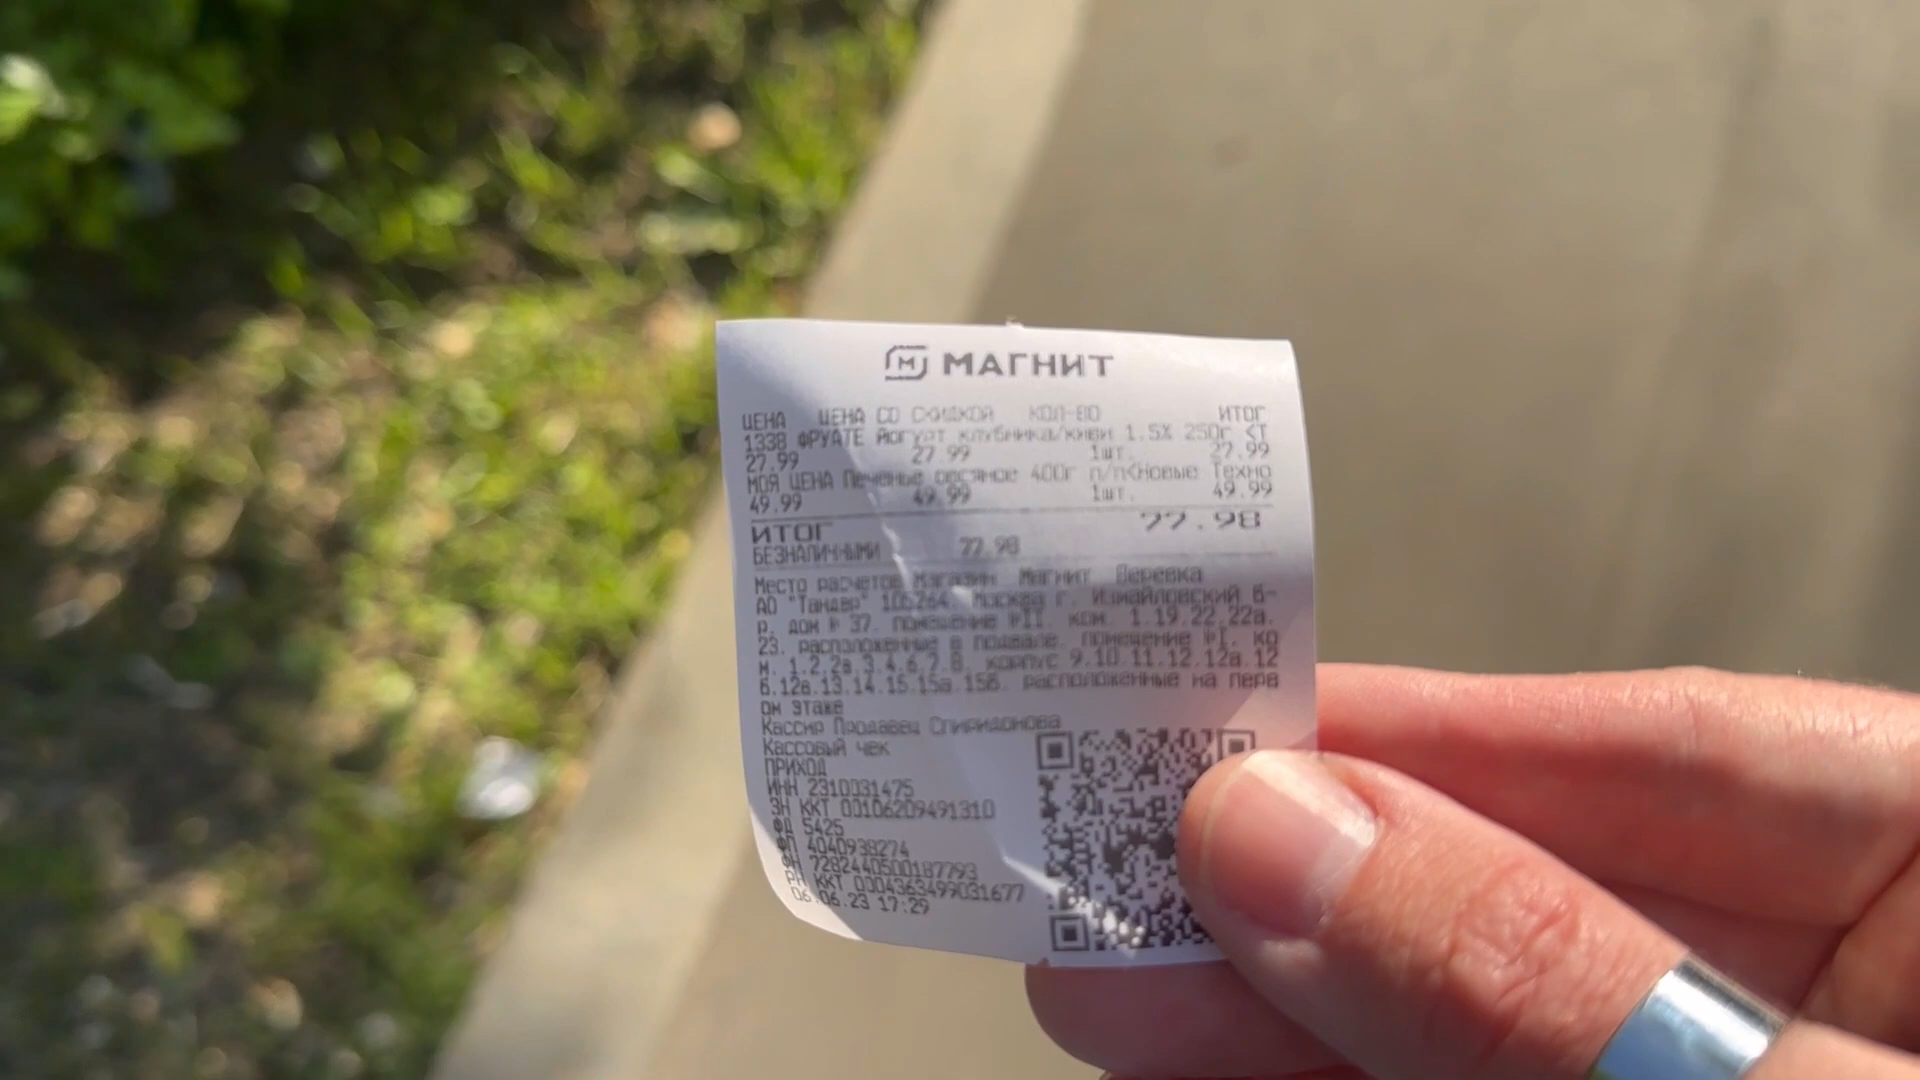 МАГНИТ
ЦЕНА ЦЕНА СО СКИДКОЙ КОЛ-ВО ИТОГ
1338 ФРУАТЕ Йогурт клубника/киви 1.5% 250г <Т
27.99 27.99 1шт. 27.99
МОЯ ЦЕНА Печенье овсяное 400г п/п<Новые Техно
49.99 49.99 1шт. 49.99
ИТОГ 77.98
БЕЗНАЛИЧНЫМИ 77.98
Место расчетов Магазин Магнит Деревка
АО "Тандер" 105264, Москва г, Измайловский б-
р, дом № 37, помещение №II, ком. 1,19,22,22а,
23, расположенные в подвале, помещение №I, ко
м. 1,2,2а,3,4,6,7,8, корпус 9,10,11,12,12а,12
б,12в,13,14,15,15а,15б, расположенные на перв
ом этаже
Кассир Продавец Спиридонова
Кассовый чек
ПРИХОД
ИНН 2310031475
ЗН ККТ 00106209491310
ФД 5425
ФП 4040938274
ФН 7282440500187793
РН ККТ 0004363499031677
06.06.23 17:29